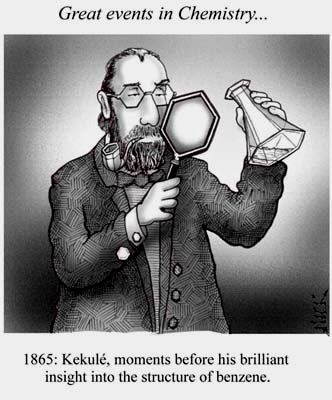 Great events in Chemistry...
1865: Kekulé, moments before his brilliant
insight into the structure of benzene.